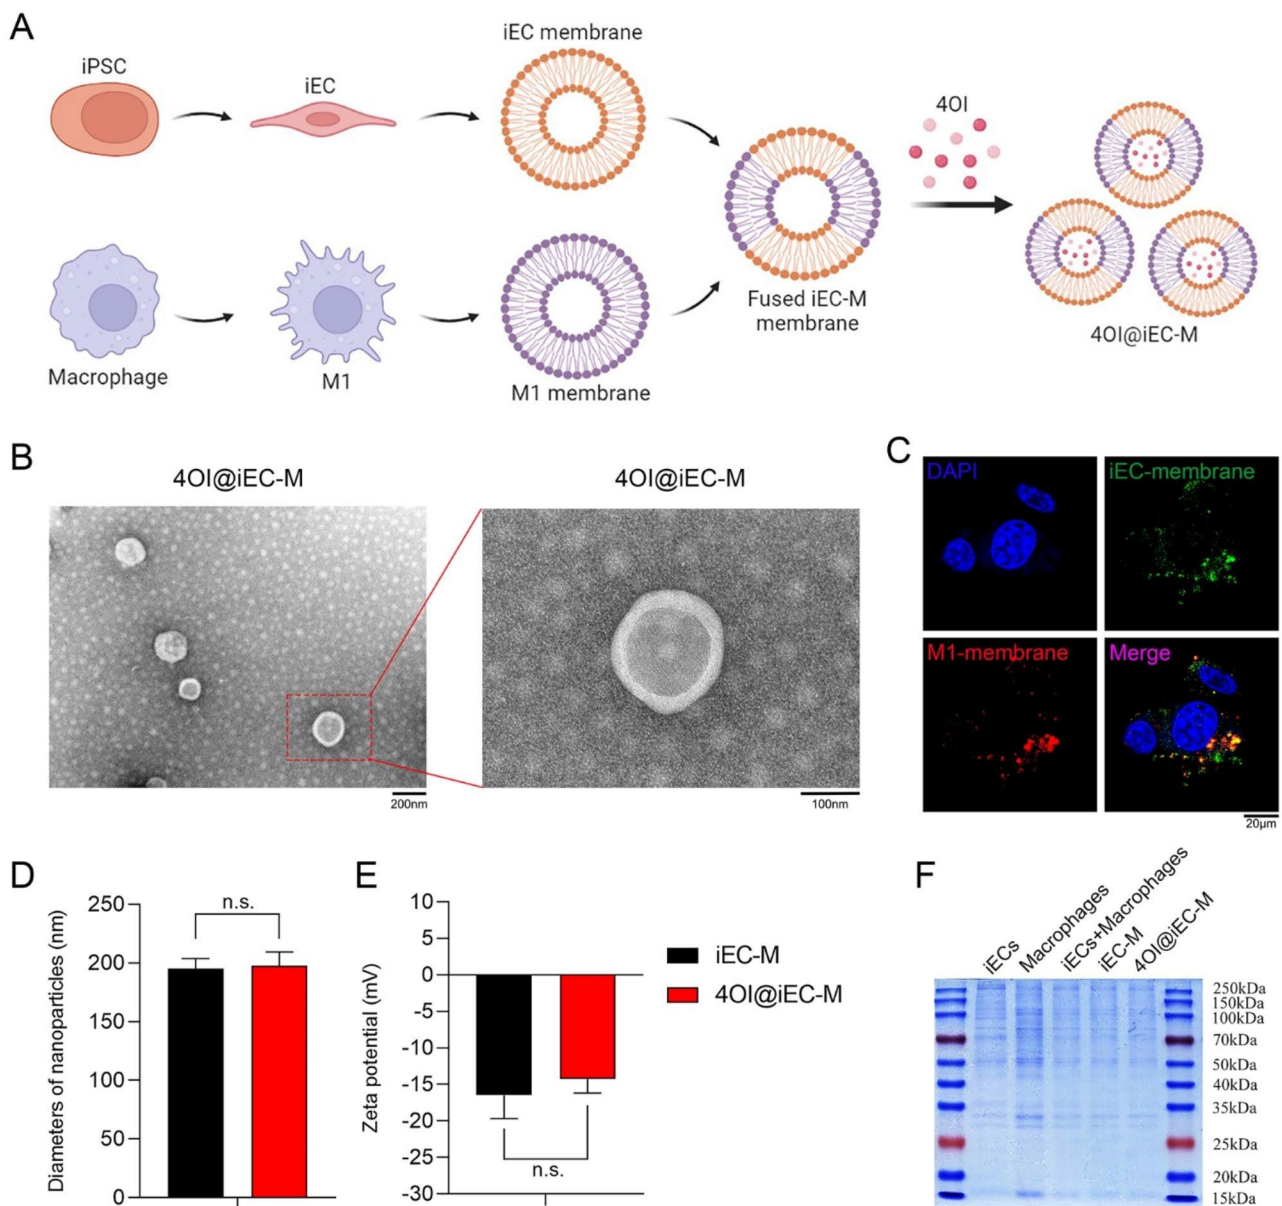 A
iPSC
iEC
iEC membrane
4OI
Macrophage
M1
M1 membrane
Fused iEC-M
membrane
4OI@iEC-M
B
4OI@iEC-M
4OI@iEC-M
200nm
100nm
C
DAPI
iEC-membrane
M1-membrane
Merge
20μm
D
Diameters of nanoparticles (nm)
250
200
150
100
50
0
n.s.
E
Zeta potential (mV)
10
5
0
-5
-10
-15
-20
-25
-30
n.s.
iEC-M
4OI@iEC-M
F
iECs
Macrophages
iECs+Macrophages
iEC-M
4OI@iEC-M
250kDa
150kDa
100kDa
70kDa
50kDa
40kDa
35kDa
25kDa
20kDa
15kDa